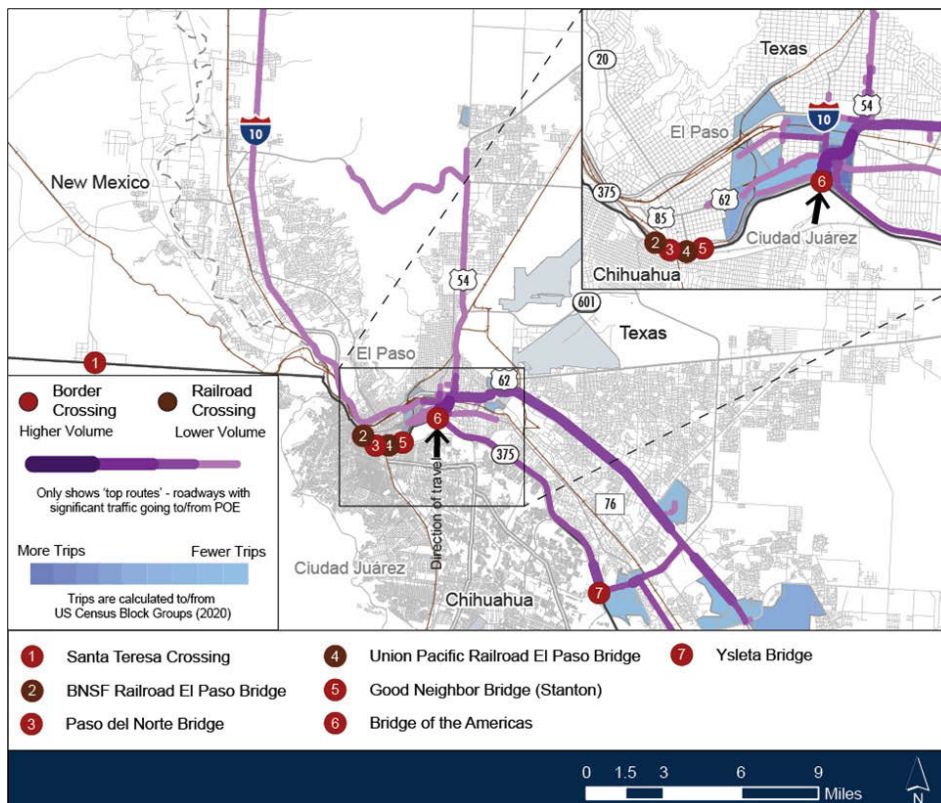 10
New Mexico
20
Texas
54
El Paso
10
375
62
6
85
2
3
4
5
Ciudad Juárez
Chihuahua
54
601
Texas
1
El Paso
62
2
3
4
5
6
375
Direction of travel
76
Ciudad Juárez
Chihuahua
7
Border Crossing
Railroad Crossing
Higher Volume
Lower Volume
Only shows 'top routes' - roadways with
significant traffic going to/from POE
More Trips
Fewer Trips
Trips are calculated to/from
US Census Block Groups (2020)
1 Santa Teresa Crossing
2 BNSF Railroad El Paso Bridge
3 Paso del Norte Bridge
4 Union Pacific Railroad El Paso Bridge
5 Good Neighbor Bridge (Stanton)
6 Bridge of the Americas
7 Ysleta Bridge
0 1.5 3 6 9
Miles
N